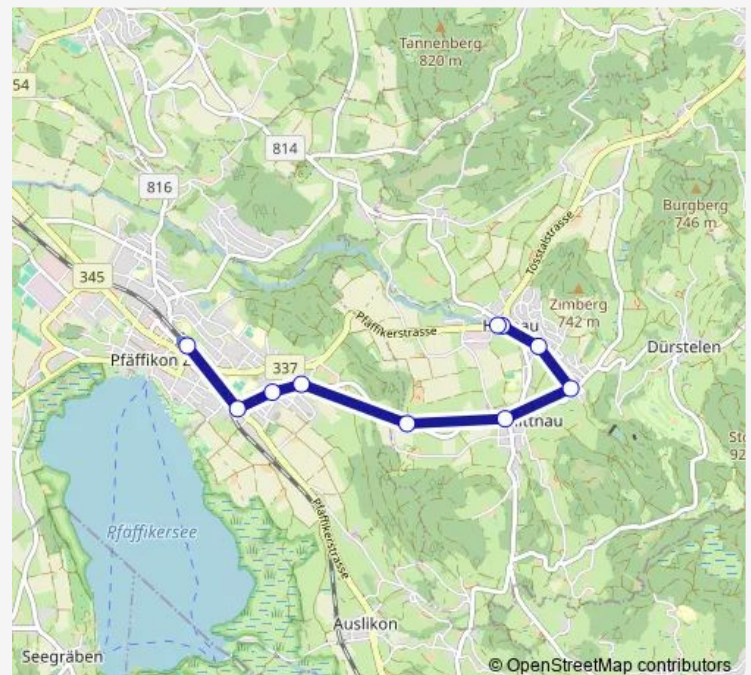 Tannenberg
820 m
54
814
816
Burgberg
746 m
Tösstalstrasse
345
Zimberg
742 m
Pfäffikerstrasse
Dürstelen
Pfäffikon
337
Pfäffikersee
Pfäffikerstrasse
Auslikon
Seegräben
© OpenStreetMap contributors